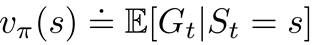 v_π(s) ≐ 𝔼[G_t|S_t = s]